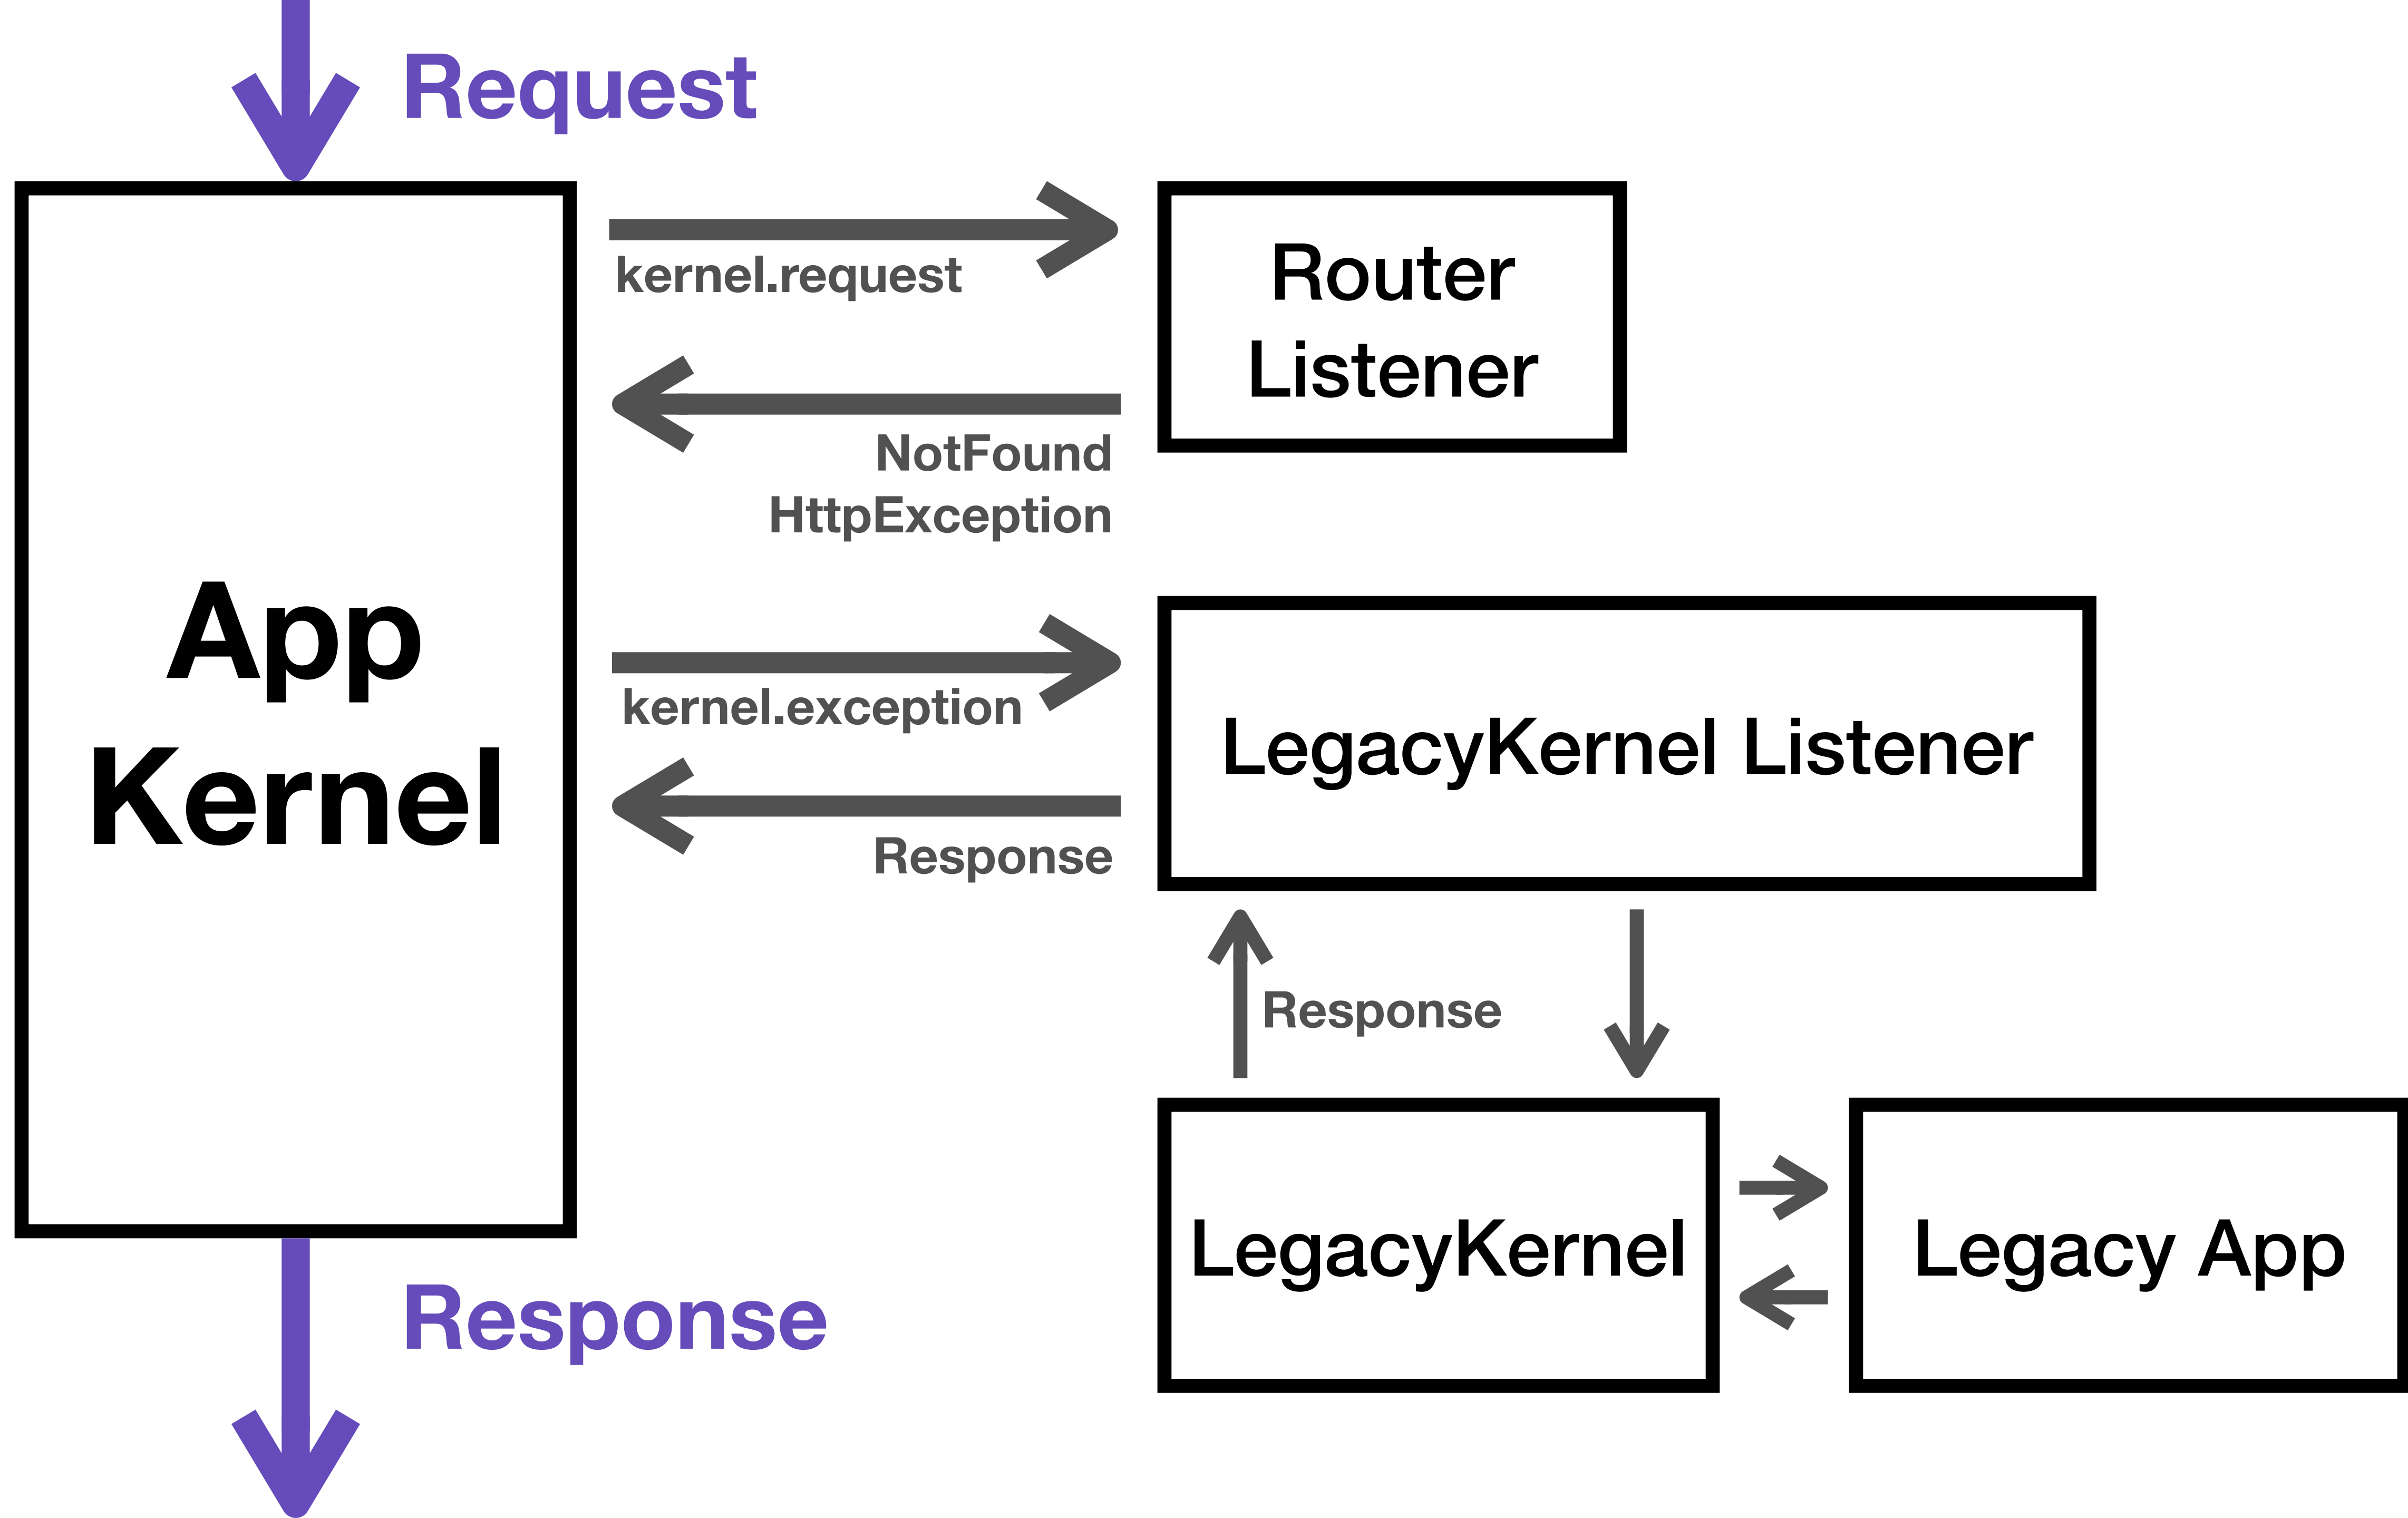 Request
kernel.request
Router
Listener
NotFound
HttpException
App
Kernel
kernel.exception
LegacyKernel Listener
Response
Response
LegacyKernel
Legacy App
Response